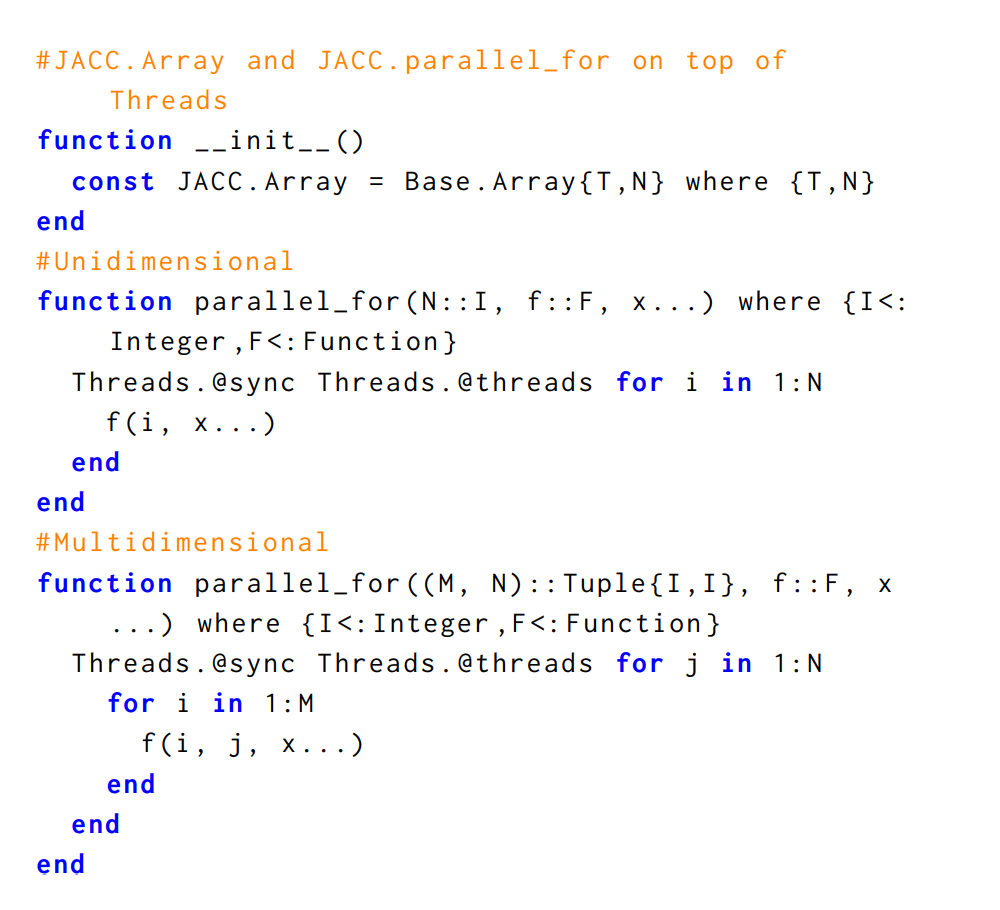 #JACC.Array and JACC.parallel_for on top of
Threads
function __init__()
const JACC.Array = Base.Array{T,N} where {T,N}
end
#Unidimensional
function parallel_for(N::I, f::F, x...) where {I<:
Integer,F<:Function}
Threads.@sync Threads.@threads for i in 1:N
f(i, x...)
end
end
#Multidimensional
function parallel_for((M, N)::Tuple{I,I}, f::F, x
...) where {I<:Integer,F<:Function}
Threads.@sync Threads.@threads for j in 1:N
for i in 1:M
f(i, j, x...)
end
end
end